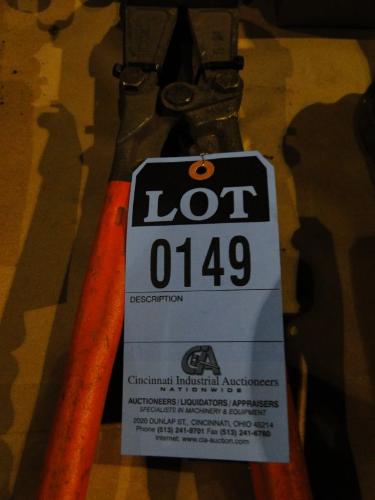 LOT
0149
DESCRIPTION
CIA
Cincinnati Industrial Auctioneers
NATIONWIDE
AUCTIONEERS/LIQUIDATORS/APPRAISERS
SPECIALISTS IN MACHINERY & EQUIPMENT
2020 DUNLAP ST., CINCINNATI, OHIO 45214
Phone (513) 241-9701 Fax (513) 241-6760
Internet: www.cia-auction.com